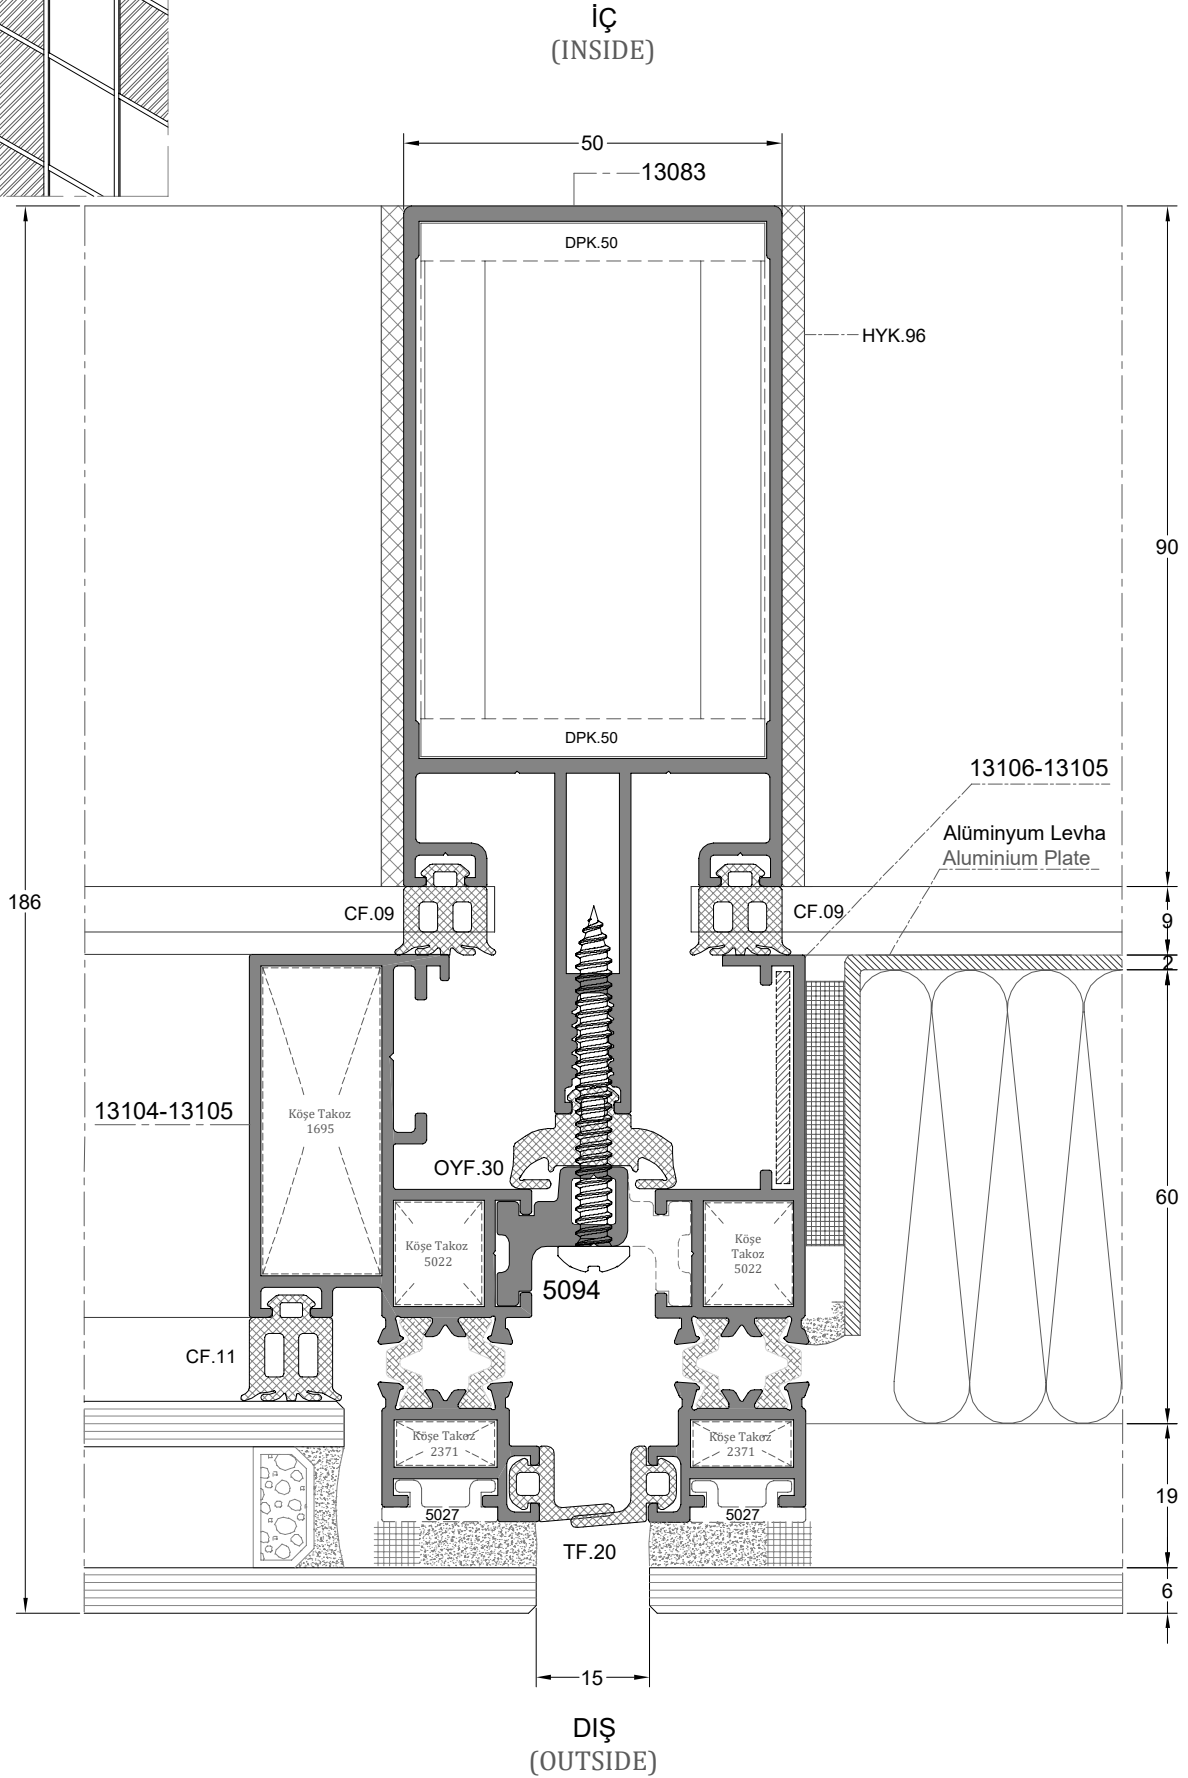 İÇ
(INSIDE)
50
13083
DPK.50
HYK.96
90
DPK.50
13106-13105
Alüminyum Levha
Aluminium Plate
186
CF.09
CF.09
9
2
13104-13105
Köşe Takoz
1695
OYF.30
60
Köşe Takoz
5022
Köşe
Takoz
5022
5094
CF.11
Köşe Takoz
2371
Köşe Takoz
2371
19
5027
5027
TF.20
6
15
DIŞ
(OUTSIDE)